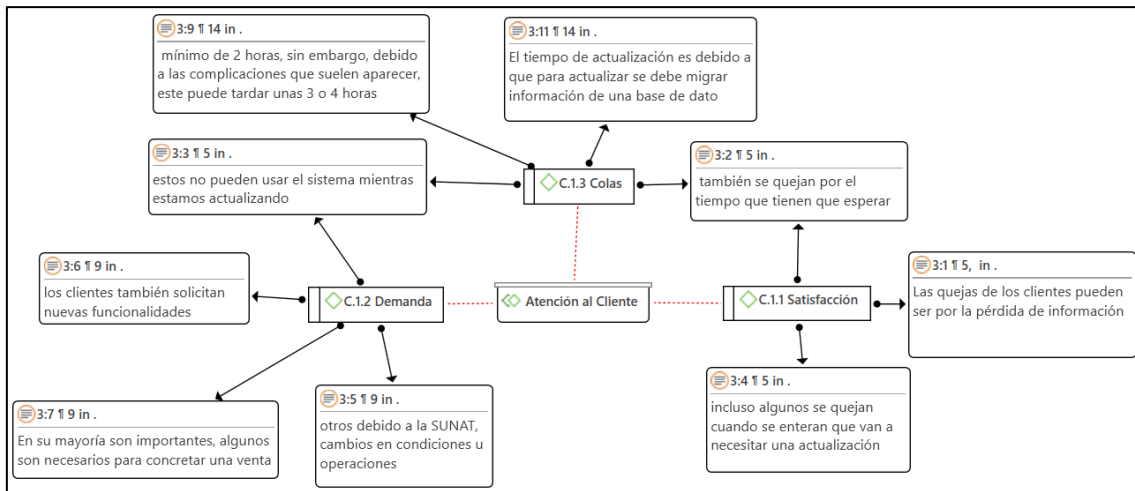 3:9 ¶ 14 in .
mínimo de 2 horas, sin embargo, debido
a las complicaciones que suelen aparecer,
este puede tardar unas 3 o 4 horas
3:11 ¶ 14 in .
El tiempo de actualización es debido a
que para actualizar se debe migrar
información de una base de dato
3:3 ¶ 5 in .
estos no pueden usar el sistema mientras
estamos actualizando
C.1.3 Colas
3:2 ¶ 5 in .
también se quejan por el
tiempo que tienen que esperar
3:6 ¶ 9 in .
los clientes también solicitan
nuevas funcionalidades
C.1.2 Demanda
Atención al Cliente
C.1.1 Satisfacción
3:1 ¶ 5, in .
Las quejas de los clientes pueden
ser por la pérdida de información
3:7 ¶ 9 in .
En su mayoría son importantes, algunos
son necesarios para concretar una venta
3:5 ¶ 9 in .
otros debido a la SUNAT,
cambios en condiciones u
operaciones
3:4 ¶ 5 in .
incluso algunos se quejan
cuando se enteran que van a
necesitar una actualización